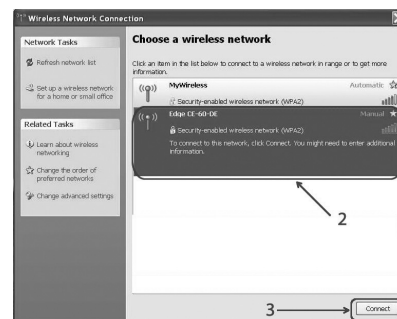 Wireless Network Connection
Network Tasks
Refresh network list
Set up a wireless network
for a home or small office
Related Tasks
Learn about wireless
networking
Change the order of
preferred networks
Change advanced settings
Choose a wireless network
Click an item in the list below to connect to a wireless network in range or to get more
information.
MyWireless
Automatic
Security-enabled wireless network (WPA2)
Edge CE-60-DE
Manual
Security-enabled wireless network (WPA2)
To connect to this network, click Connect. You might need to enter additional
information.
2
3
Connect